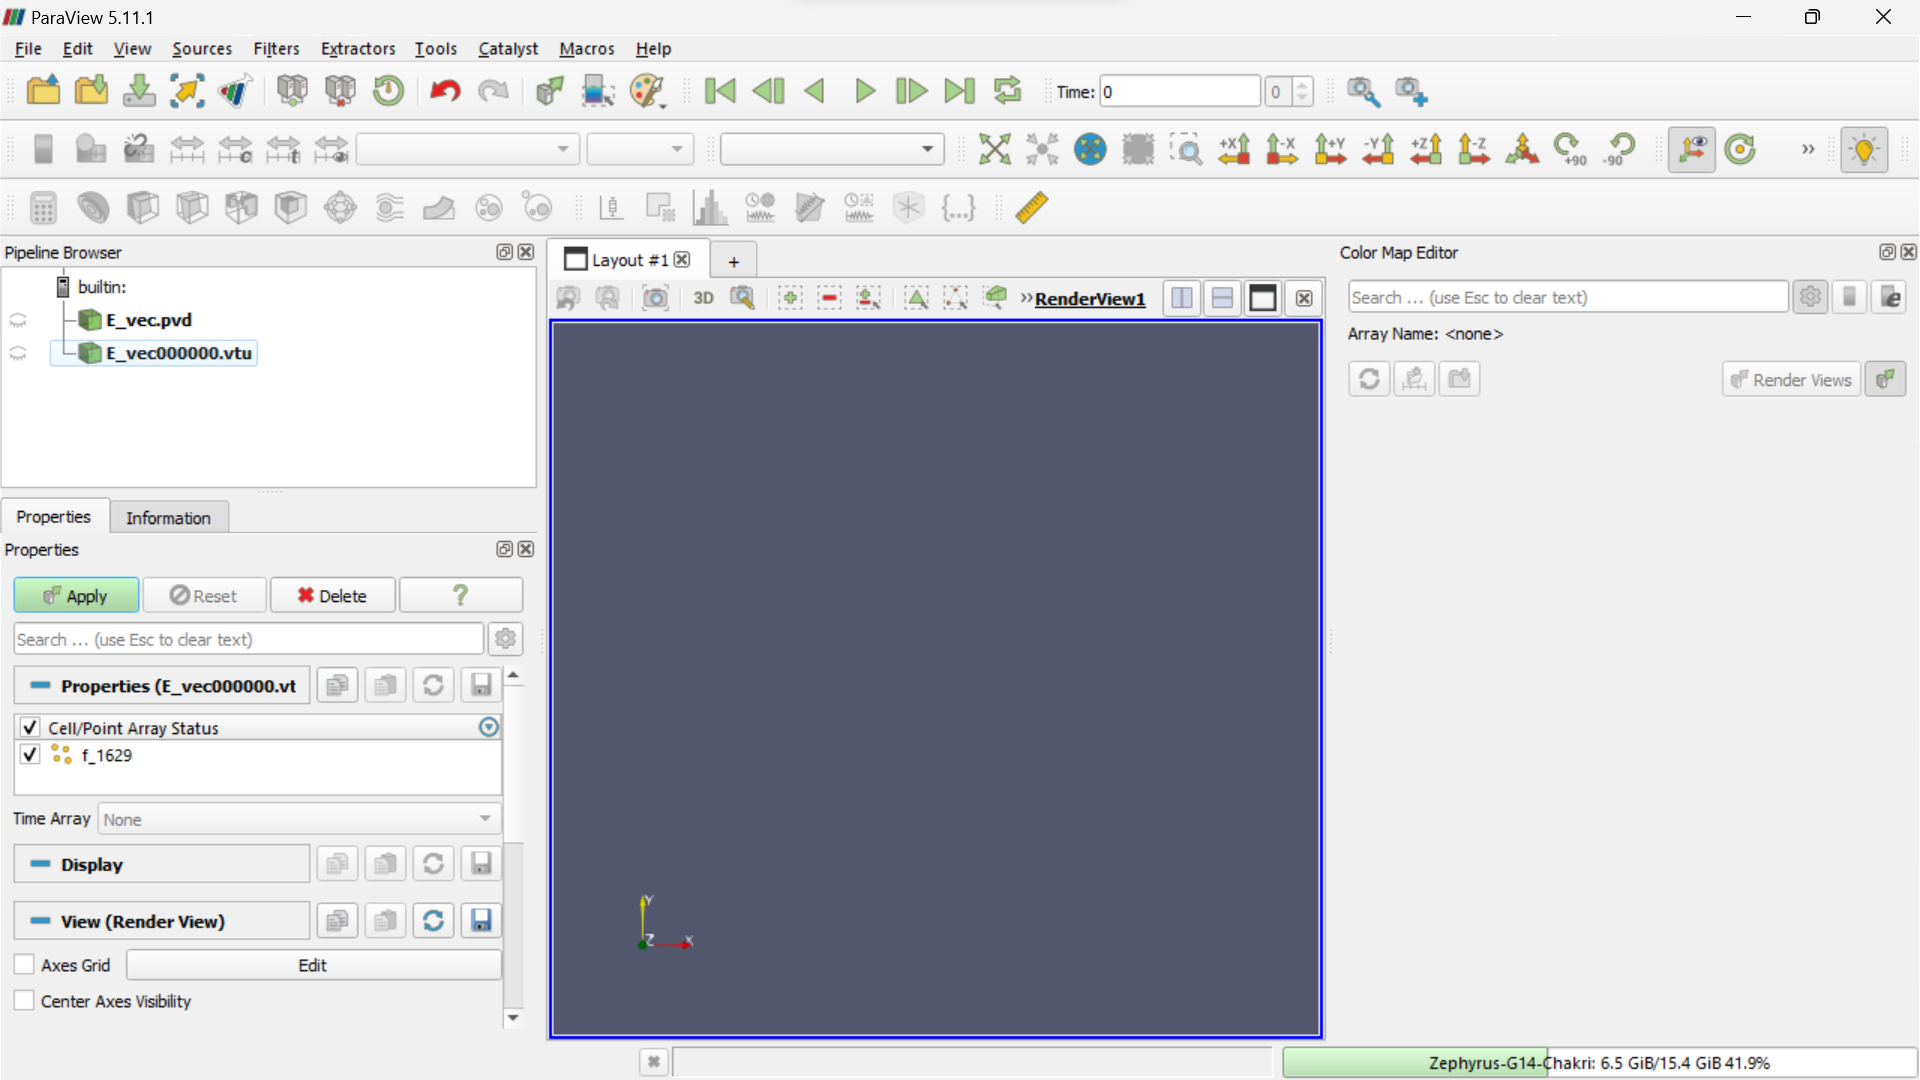 ParaView 5.11.1
File Edit View Sources Filters Extractors Tools Catalyst Macros Help
Time: 0 0
+X -X +Y -Y +Z -Z +90 -90 »
{...}
Pipeline Browser
builtin:
E_vec.pvd
E_vec000000.vtu
Properties Information
Properties
Apply Reset Delete ?
Search ... (use Esc to clear text)
Properties (E_vec000000.vt
Cell/Point Array Status
f_1629
Time Array None
Display
View (Render View)
Axes Grid Edit
Center Axes Visibility
Layout #1 +
3D » RenderView1
Y
Z X
Color Map Editor
Search ... (use Esc to clear text) e
Array Name: <none>
Render Views
Zephyrus-G14-Chakri: 6.5 GiB/15.4 GiB 41.9%